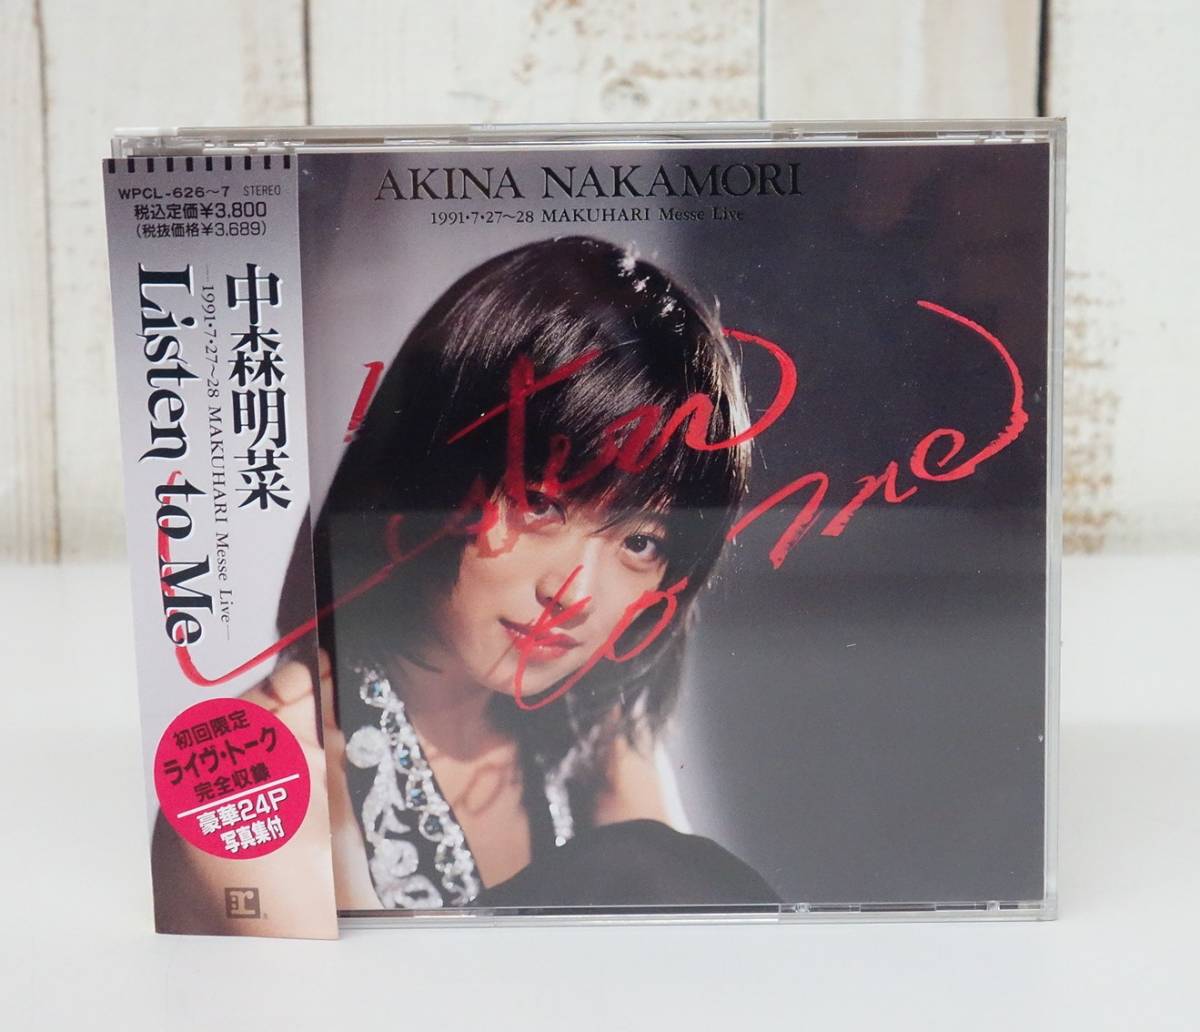 WPCL-626～7 STEREO
税込定価¥3,800
(税抜価格¥3,689)
中森明菜
—1991・7・27～28 MAKUHARI Messe Live—
Listen to Me
初回限定
ライヴ・トーク
完全収録
豪華24P
写真集付
r
AKINA NAKAMORI
1991・7・27～28 MAKUHARI Messe Live
Listen
to me